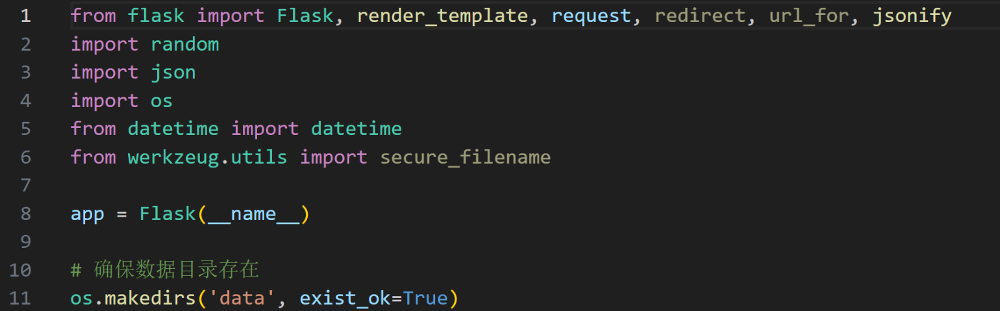 1 from flask import Flask, render_template, request, redirect, url_for, jsonify
2 import random
3 import json
4 import os
5 from datetime import datetime
6 from werkzeug.utils import secure_filename
7
8 app = Flask(__name__)
9
10 # 确保数据目录存在
11 os.makedirs('data', exist_ok=True)